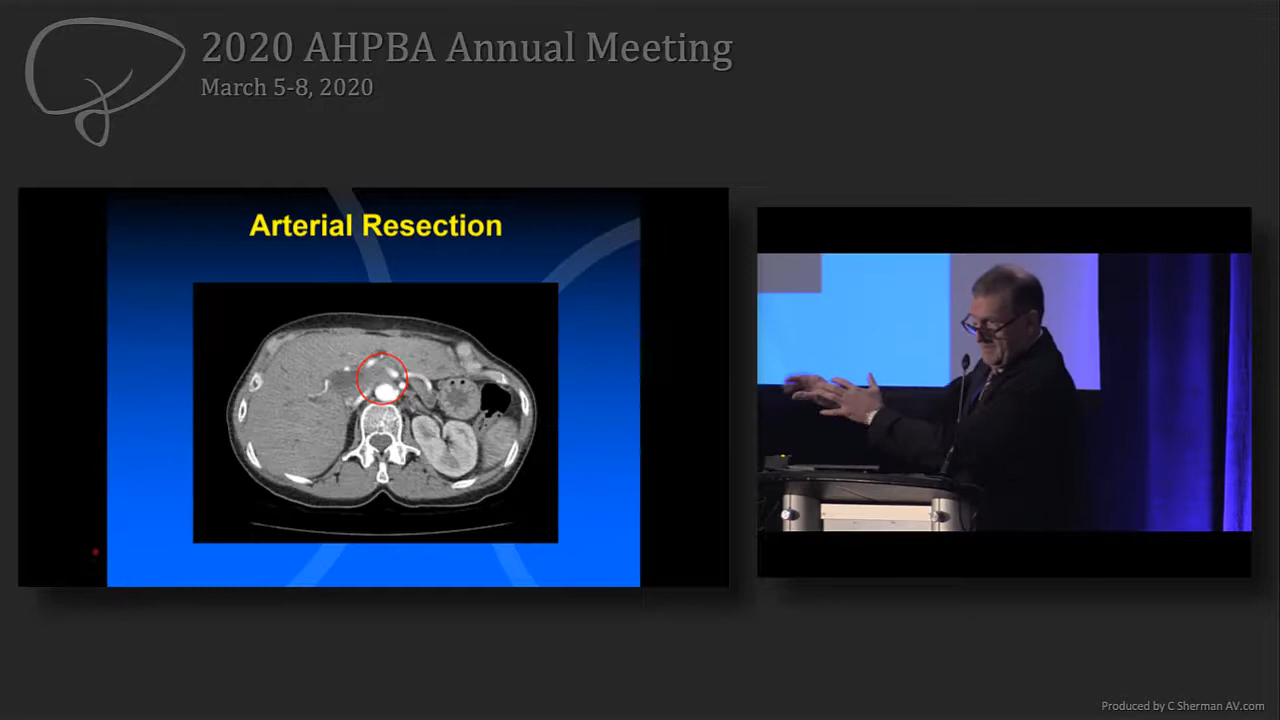 2020 AHPBA Annual Meeting
March 5-8, 2020
Arterial Resection
Produced by C Sherman AV.com